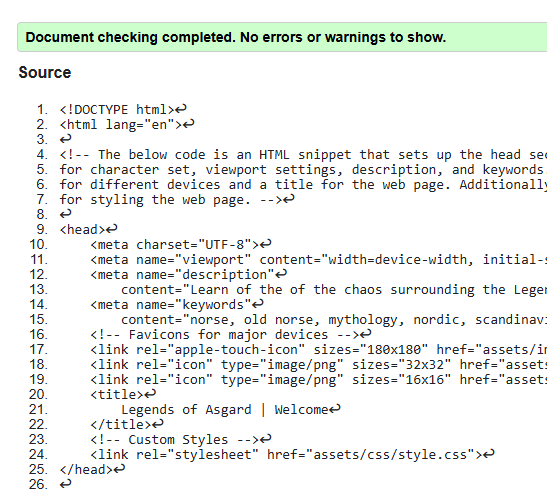 Document checking completed. No errors or warnings to show.
Source
1. <!DOCTYPE html>↩
2. <html lang="en">↩
3. ↩
4. <!-- The below code is an HTML snippet that sets up the head se
5. for character set, viewport settings, description, and keywords
6. for different devices and a title for the web page. Additionally
7. for styling the web page. -->↩
8. ↩
9. <head>↩
10. <meta charset="UTF-8">↩
11. <meta name="viewport" content="width=device-width, initial-
12. <meta name="description"↩
13. content="Learn of the of the chaos surrounding the Lege
14. <meta name="keywords"↩
15. content="norse, old norse, mythology, nordic, scandinav
16. <!-- Favicons for major devices -->↩
17. <link rel="apple-touch-icon" sizes="180x180" href="assets/i
18. <link rel="icon" type="image/png" sizes="32x32" href="asset
19. <link rel="icon" type="image/png" sizes="16x16" href="asset
20. <title>↩
21. Legends of Asgard | Welcome↩
22. </title>↩
23. <!-- Custom Styles -->↩
24. <link rel="stylesheet" href="assets/css/style.css">↩
25. </head>↩
26. ↩